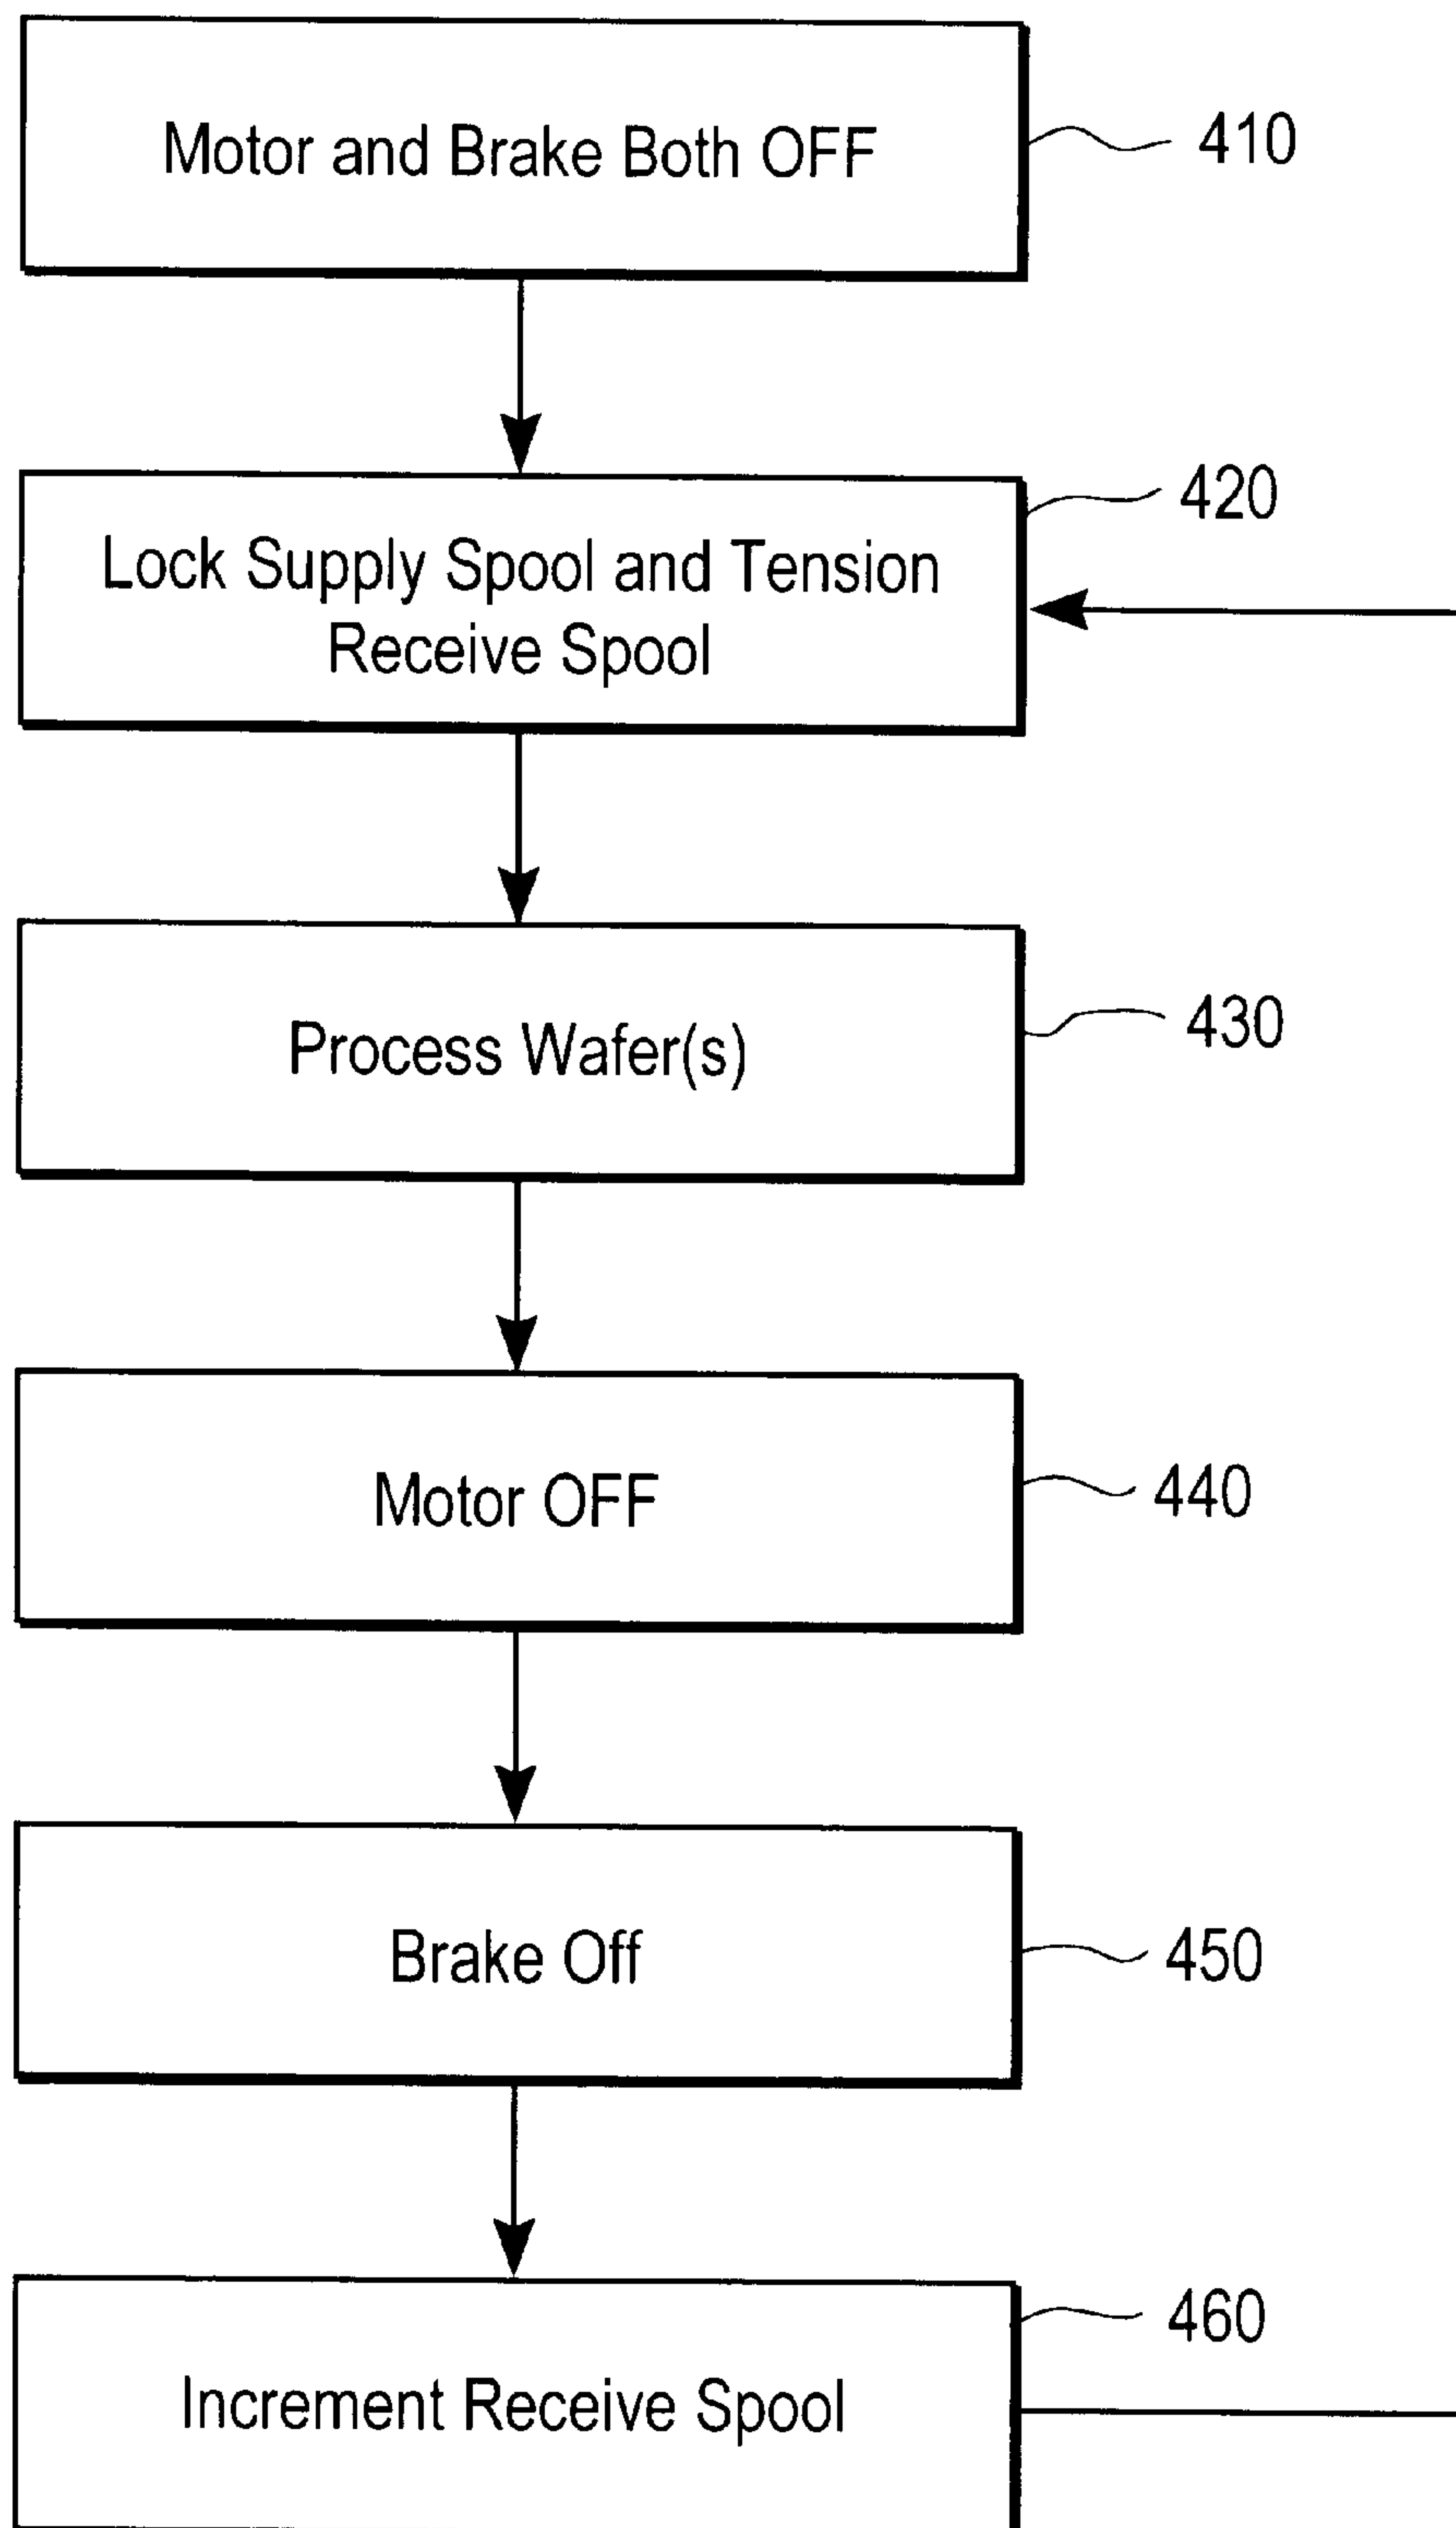 Motor and Brake Both OFF
410
Lock Supply Spool and Tension
Receive Spool
420
Process Wafer(s)
430
Motor OFF
440
Brake Off
450
Increment Receive Spool
460